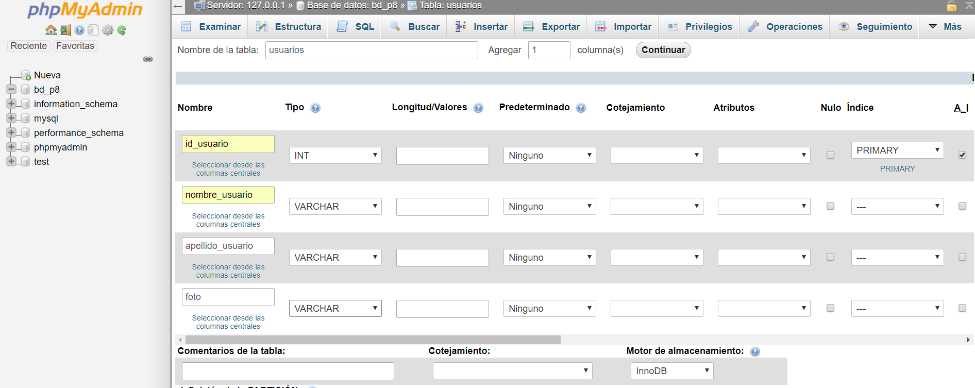 phpMyAdmin
Reciente Favoritas
Nueva
bd_p8
information_schema
mysql
performance_schema
phpmyadmin
test
Servidor: 127.0.0.1 » Base de datos: bd_p8 » Tabla: usuarios
Examinar Estructura SQL Buscar Insertar Exportar Importar Privilegios Operaciones Seguimiento Más
Nombre de la tabla: usuarios Agregar 1 columna(s) Continuar
Nombre Tipo Longitud/Valores Predeterminado Cotejamiento Atributos Nulo Índice A_I
id_usuario INT Ninguno PRIMARY
Seleccionar desde las
columnas centrales
PRIMARY
nombre_usuario VARCHAR Ninguno ---
Seleccionar desde las
columnas centrales
apellido_usuario VARCHAR Ninguno ---
Seleccionar desde las
columnas centrales
foto VARCHAR Ninguno ---
Seleccionar desde las
columnas centrales
Comentarios de la tabla: Cotejamiento: Motor de almacenamiento:
InnoDB